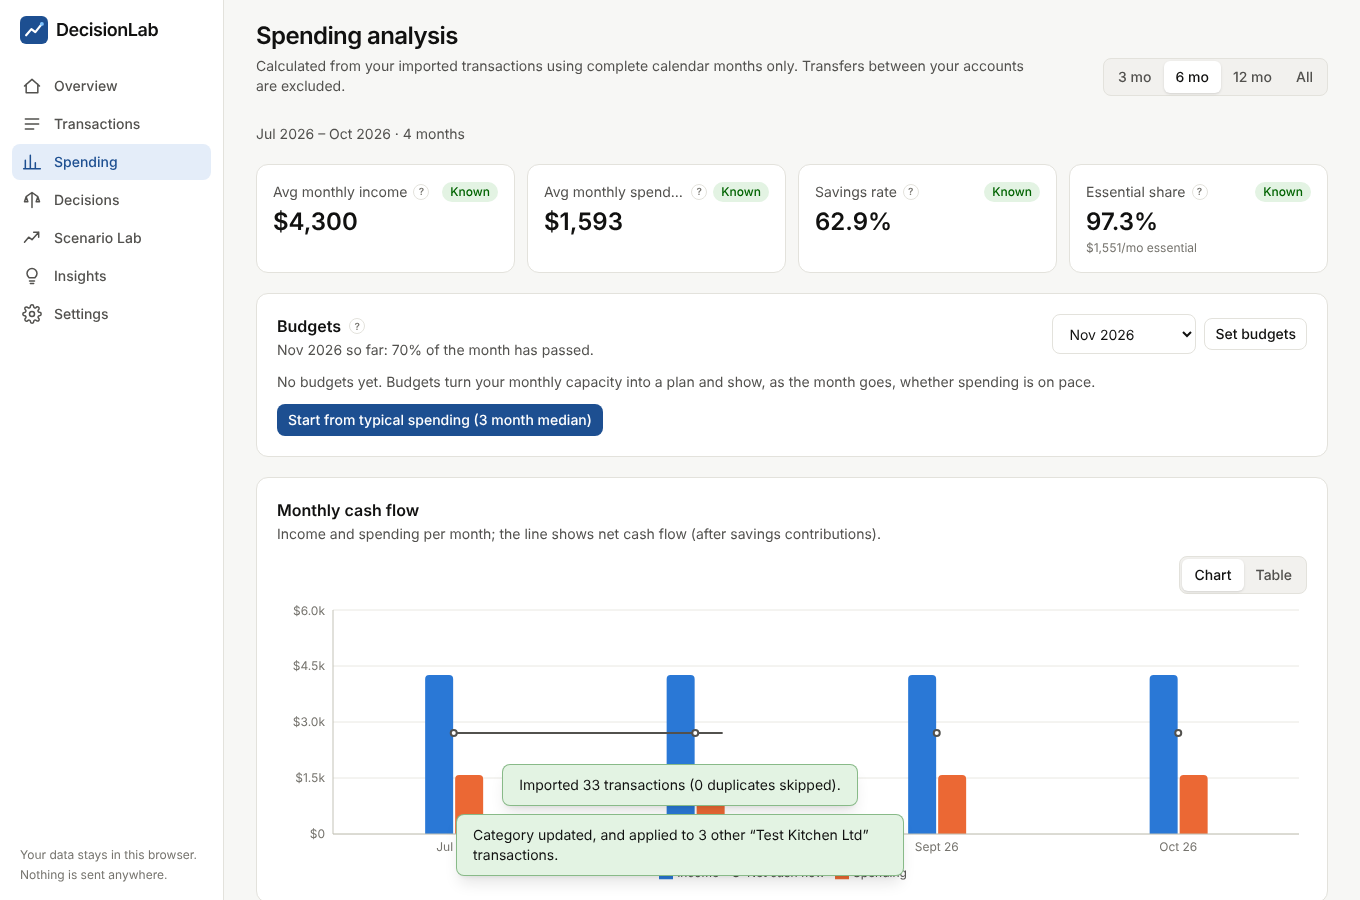 DecisionLab
Overview
Transactions
Spending
Decisions
Scenario Lab
Insights
Settings
Your data stays in this browser.
Nothing is sent anywhere.
Spending analysis
Calculated from your imported transactions using complete calendar months only. Transfers between your accounts
are excluded.
3 mo 6 mo 12 mo All
Jul 2026 – Oct 2026 · 4 months
Avg monthly income ? Known
$4,300
Avg monthly spend... ? Known
$1,593
Savings rate ? Known
62.9%
Essential share ? Known
97.3%
$1,551/mo essential
Budgets ?
Nov 2026 so far: 70% of the month has passed.
Nov 2026
Set budgets
No budgets yet. Budgets turn your monthly capacity into a plan and show, as the month goes, whether spending is on pace.
Start from typical spending (3 month median)
Monthly cash flow
Income and spending per month; the line shows net cash flow (after savings contributions).
Chart Table
$6.0k
$4.5k
$3.0k
$1.5k
$0
Imported 33 transactions (0 duplicates skipped).
Category updated, and applied to 3 other “Test Kitchen Ltd”
transactions.
Jul
Sept 26
Oct 26